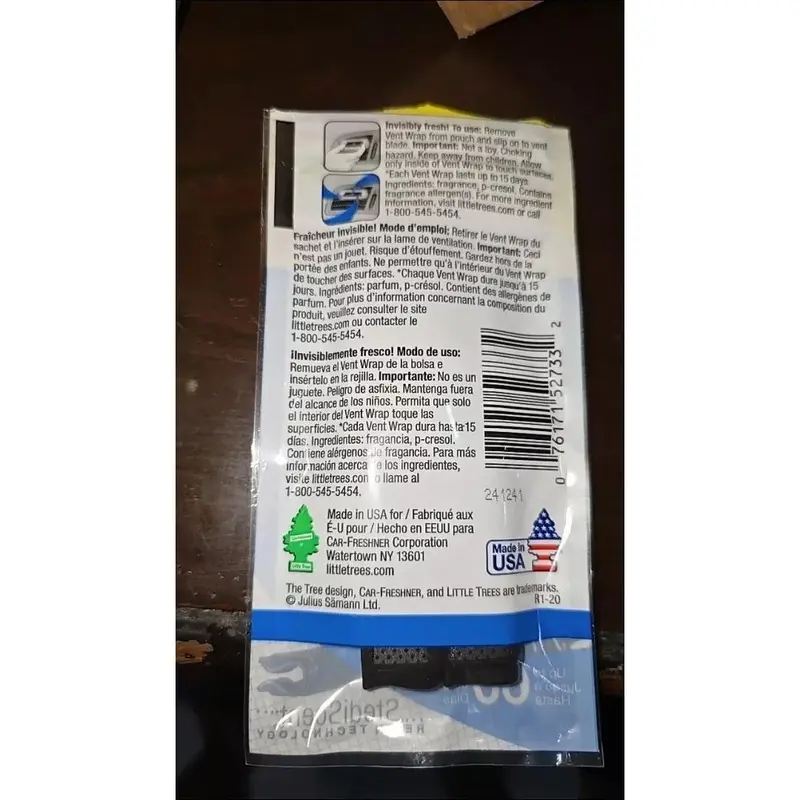 Invisibly fresh! To use: Remove
Vent Wrap from pouch and slip on to vent
blade. Important: Not a toy. Choking
hazard. Keep away from children. Allow
only inside of Vent Wrap to touch surfaces.
*Each Vent Wrap lasts up to 15 days.
Ingredients: fragrance, p-cresol. Contains
fragrance allergen(s). For more ingredient
information, visit littletrees.com or call
1-800-545-5454.
Fraîcheur invisible! Mode d'emploi: Retirer le Vent Wrap du
sachet et l'insérer sur la lame de ventilation. Important: Ceci
n'est pas un jouet. Risque d'étouffement. Gardez hors de la
portée des enfants. Ne permettre qu'à l'intérieur du Vent Wrap
de toucher des surfaces. *Chaque Vent Wrap dure jusqu'à 15
jours. Ingrédients: parfum, p-crésol. Contient des allergènes de
parfum. Pour plus d'information concernant la composition du
produit, veuillez consulter le site
littletrees.com ou contacter le
1-800-545-5454.
¡Invisiblemente fresco! Modo de uso:
Remueva el Vent Wrap de la bolsa e
insértelo en la rejilla. Importante: No es un
juguete. Peligro de asfixia. Mantenga fuera
del alcance de los niños. Permita que solo
el interior del Vent Wrap toque las
superficies. *Cada Vent Wrap dura hasta 15
días. Ingredientes: fragancia, p-cresol.
Contiene alérgenos de fragancia. Para más
información acerca de los ingredientes,
visite littletrees.com o llame al
1-800-545-5454.
0 76171 52733 2
241241
Made in USA for / Fabriqué aux
É-U pour / Hecho en EEUU para
CAR-FRESHNER Corporation
Watertown NY 13601
littletrees.com
Little Trees
Made in
USA
The Tree design, CAR-FRESHNER, and LITTLE TREES are trademarks.
© Julius Sämann Ltd.
R1-20
Up to
Jusqu'à
Hasta
60
Días
StediScent
TECHNOLOGY